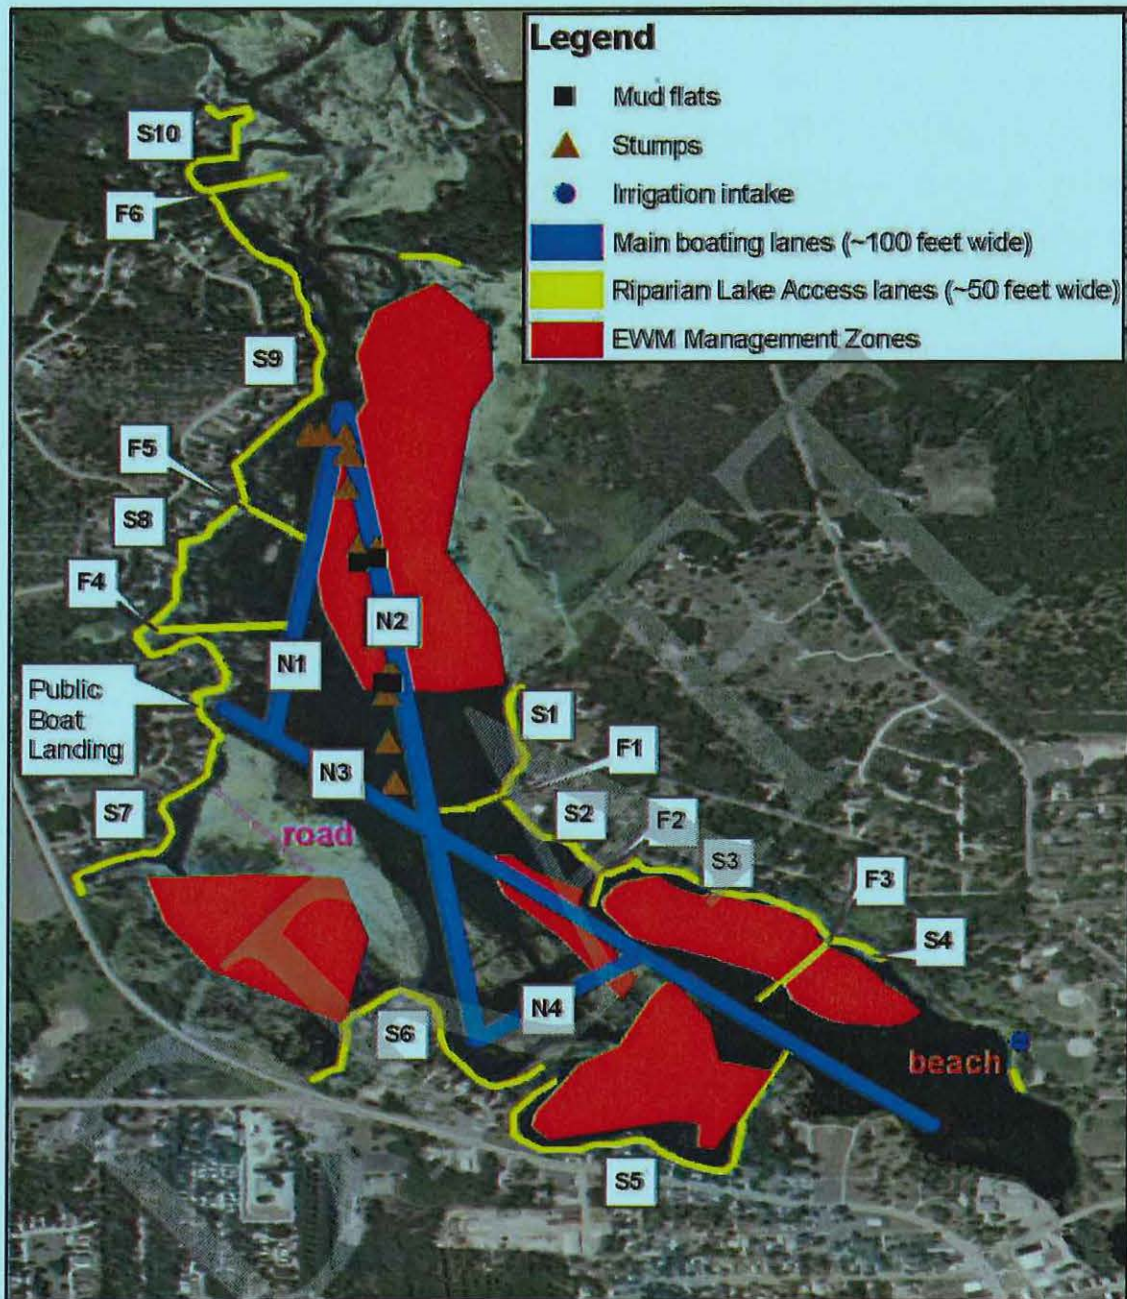 Legend
Mud flats
Stumps
Irrigation intake
Main boating lanes (~100 feet wide)
Riparian Lake Access lanes (~50 feet wide)
EWM Management Zones
S10
F6
S9
F5
S8
F4
N2
N1
Public
Boat
Landing
S1
F1
N3
S7
S2
F2
road
S3
F3
S4
N4
S6
beach
S5
DRAFT